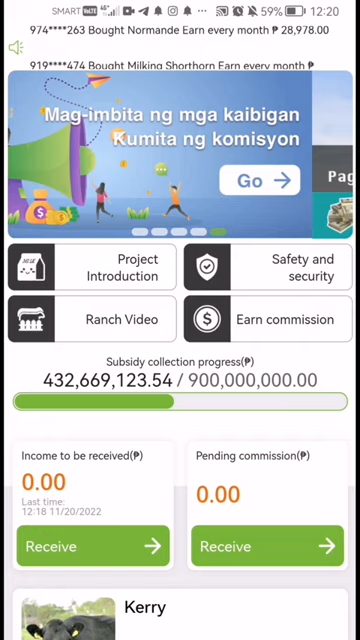 SMART VoLTE 4G 59% 12:20
974****263 Bought Normande Earn every month ₱ 28,978.00
919****474 Bought Milking Shorthorn Earn every month ₱
Mag-imbita ng mga kaibigan
Kumita ng komisyon
Go
Pag
MILK
Project
Introduction
Safety and
security
Ranch Video
Earn commission
Subsidy collection progress(₱)
432,669,123.54 / 900,000,000.00
Income to be received(₱)
0.00
Last time:
12:18 11/20/2022
Receive
Pending commission(₱)
0.00
Receive
Kerry